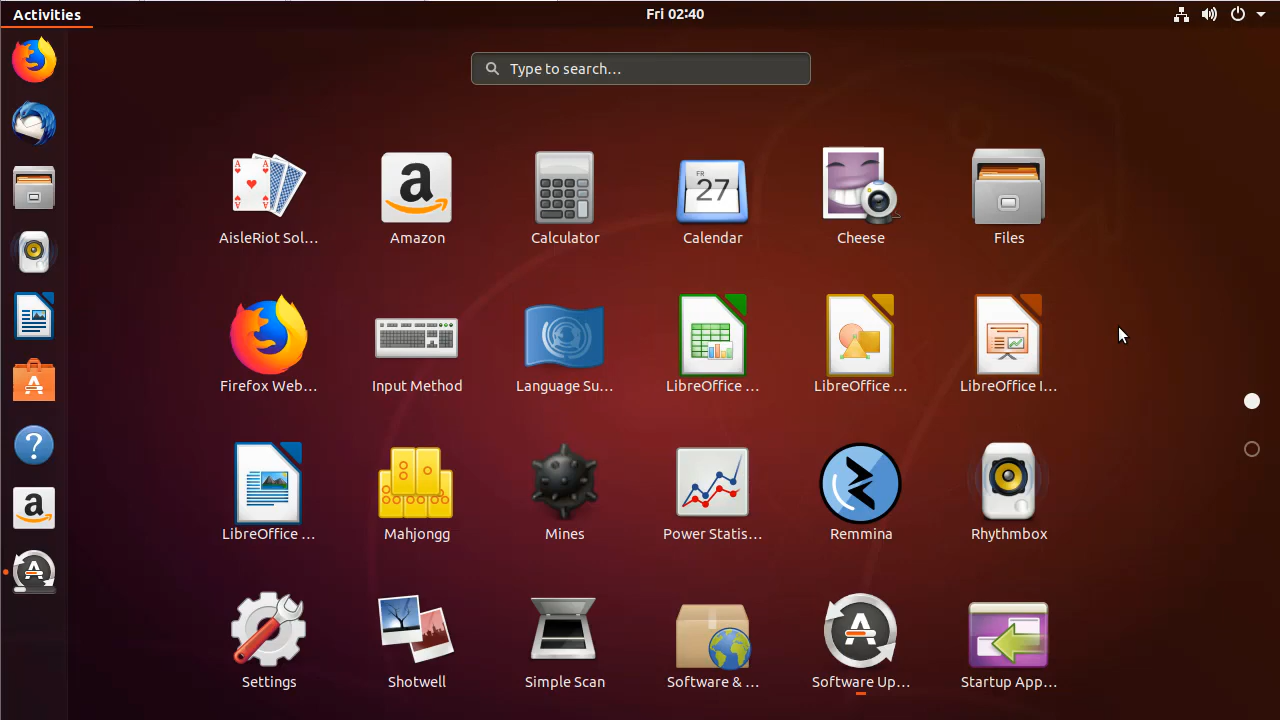 Activities
Fri 02:40
Type to search...
AisleRiot Sol...
Amazon
Calculator
FR
27
Calendar
Cheese
Files
Firefox Web...
Input Method
Language Su...
LibreOffice ...
LibreOffice ...
LibreOffice I...
LibreOffice ...
Mahjongg
Mines
Power Statis...
Remmina
Rhythmbox
Settings
Shotwell
Simple Scan
Software & ...
Software Up...
Startup App...